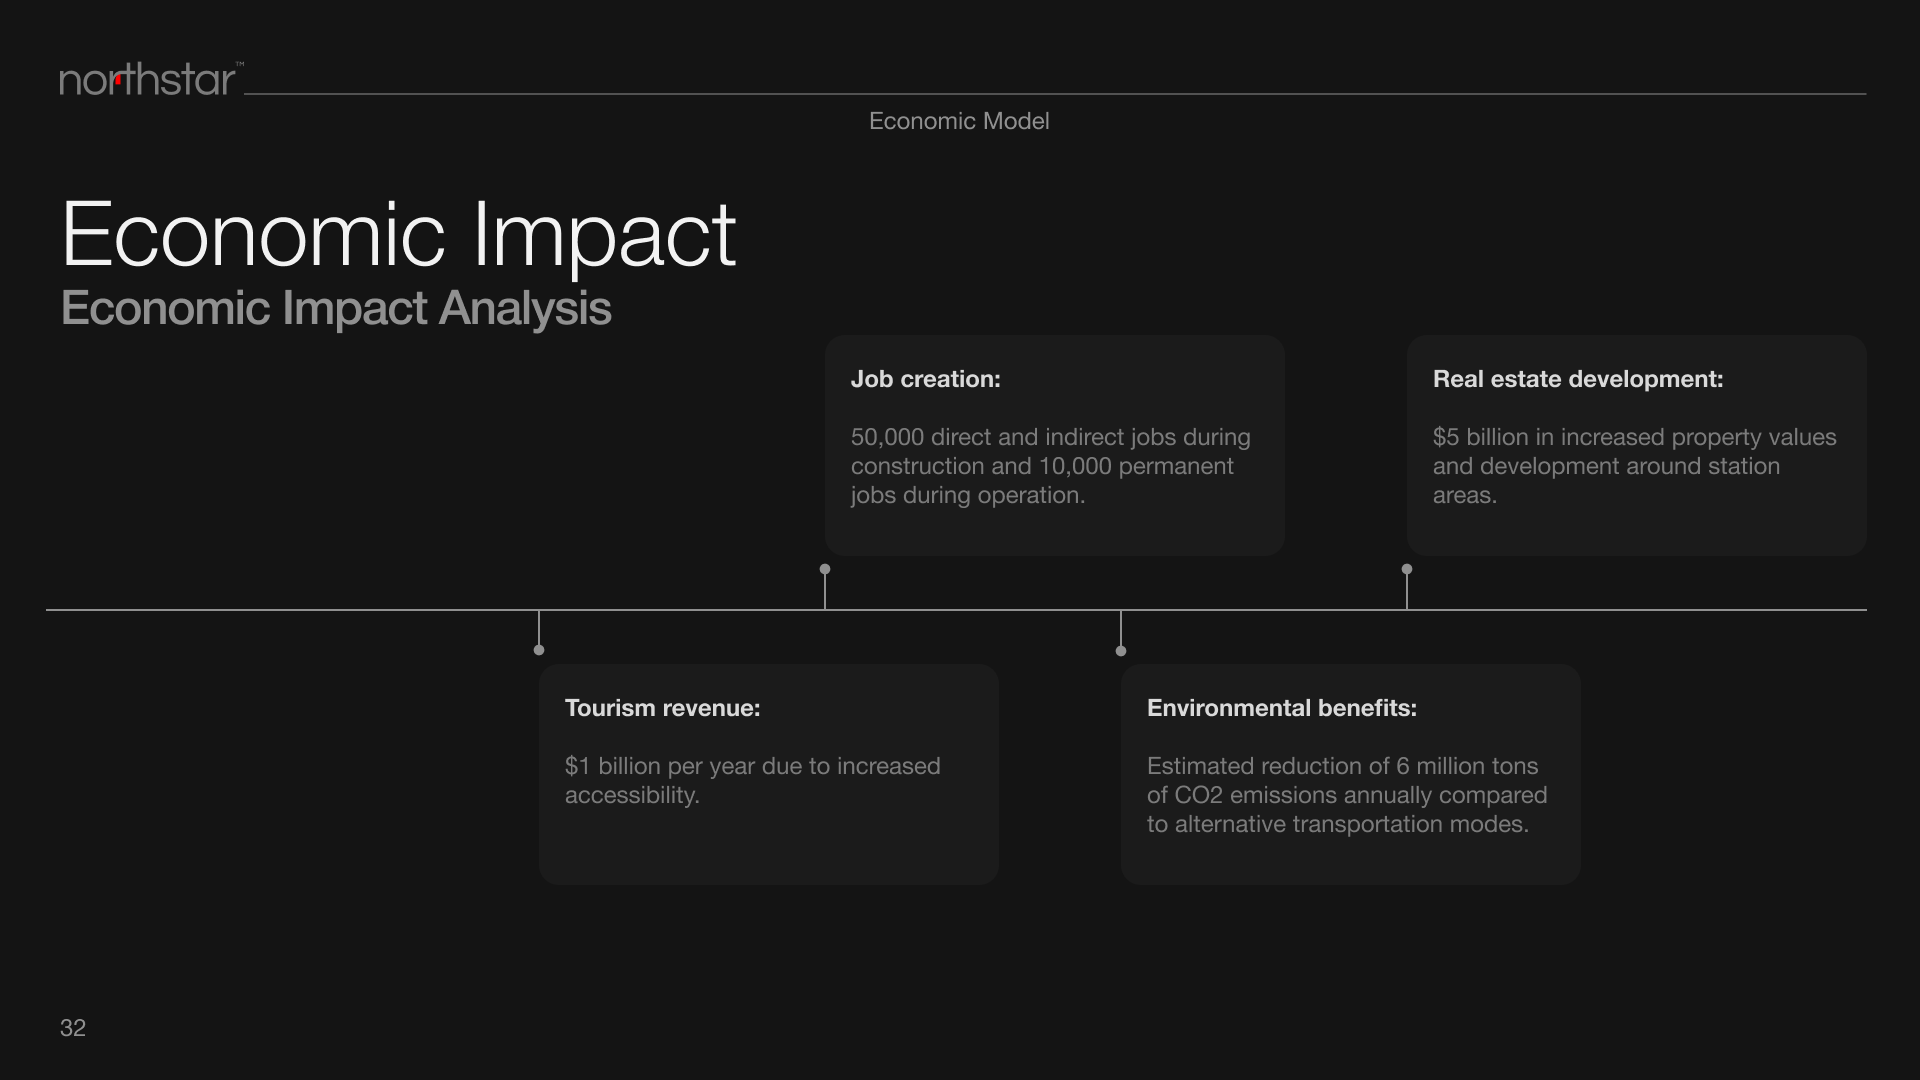 northstar™
Economic Model
Economic Impact
Economic Impact Analysis
Job creation:
50,000 direct and indirect jobs during
construction and 10,000 permanent
jobs during operation.
Real estate development:
$5 billion in increased property values
and development around station
areas.
Tourism revenue:
$1 billion per year due to increased
accessibility.
Environmental benefits:
Estimated reduction of 6 million tons
of CO2 emissions annually compared
to alternative transportation modes.
32